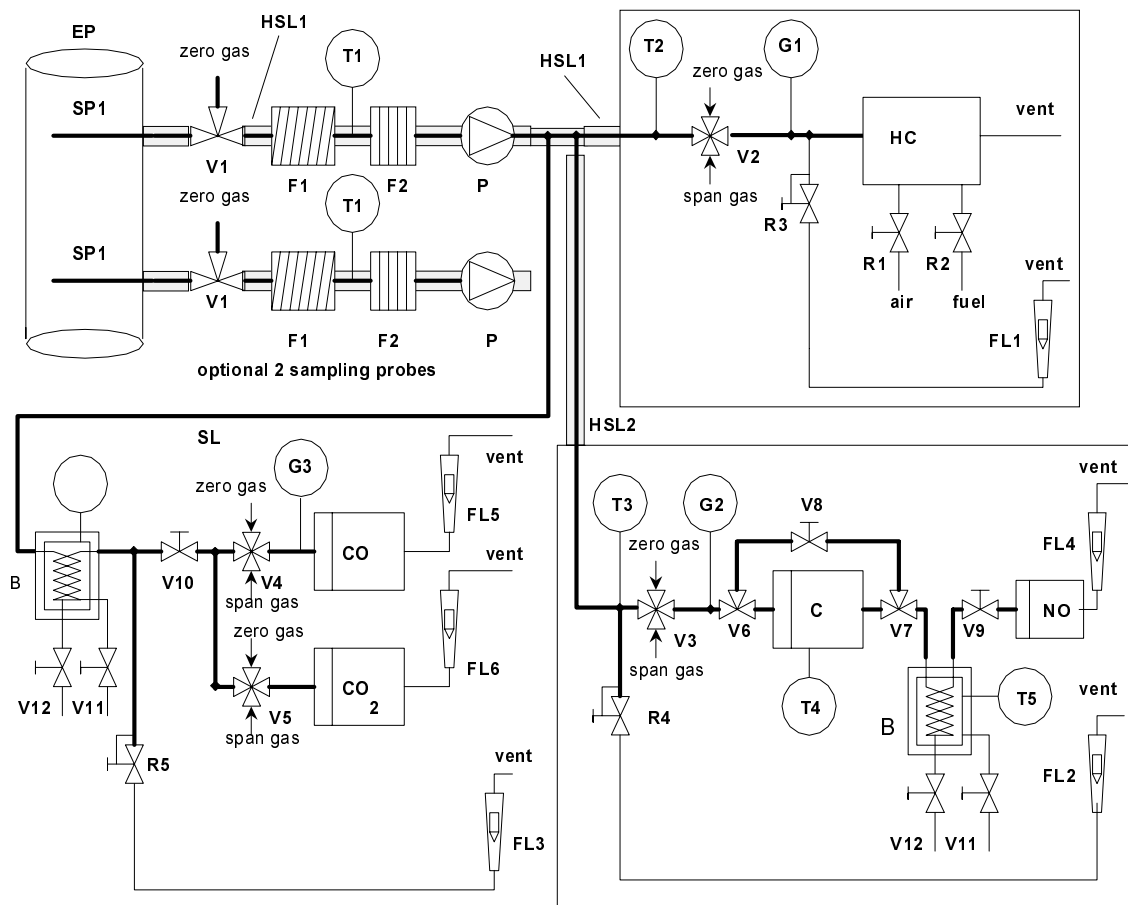 EP
HSL1
zero gas
T1
SP1
V1
F1
F2
P
zero gas
T1
SP1
V1
F1
F2
P
optional 2 sampling probes
HSL1
T2
G1
zero gas
V2
span gas
HC
vent
R3
R1
R2
air
fuel
vent
FL1
HSL2
SL
G3
zero gas
vent
FL5
CO
B
V10
V4
span gas
zero gas
vent
FL6
CO
2
V5
span gas
V12
V11
R5
vent
FL3
T3
G2
V8
vent
FL4
zero gas
C
NO
V3
V6
V7
V9
span gas
T4
T5
R4
B
vent
FL2
V12
V11